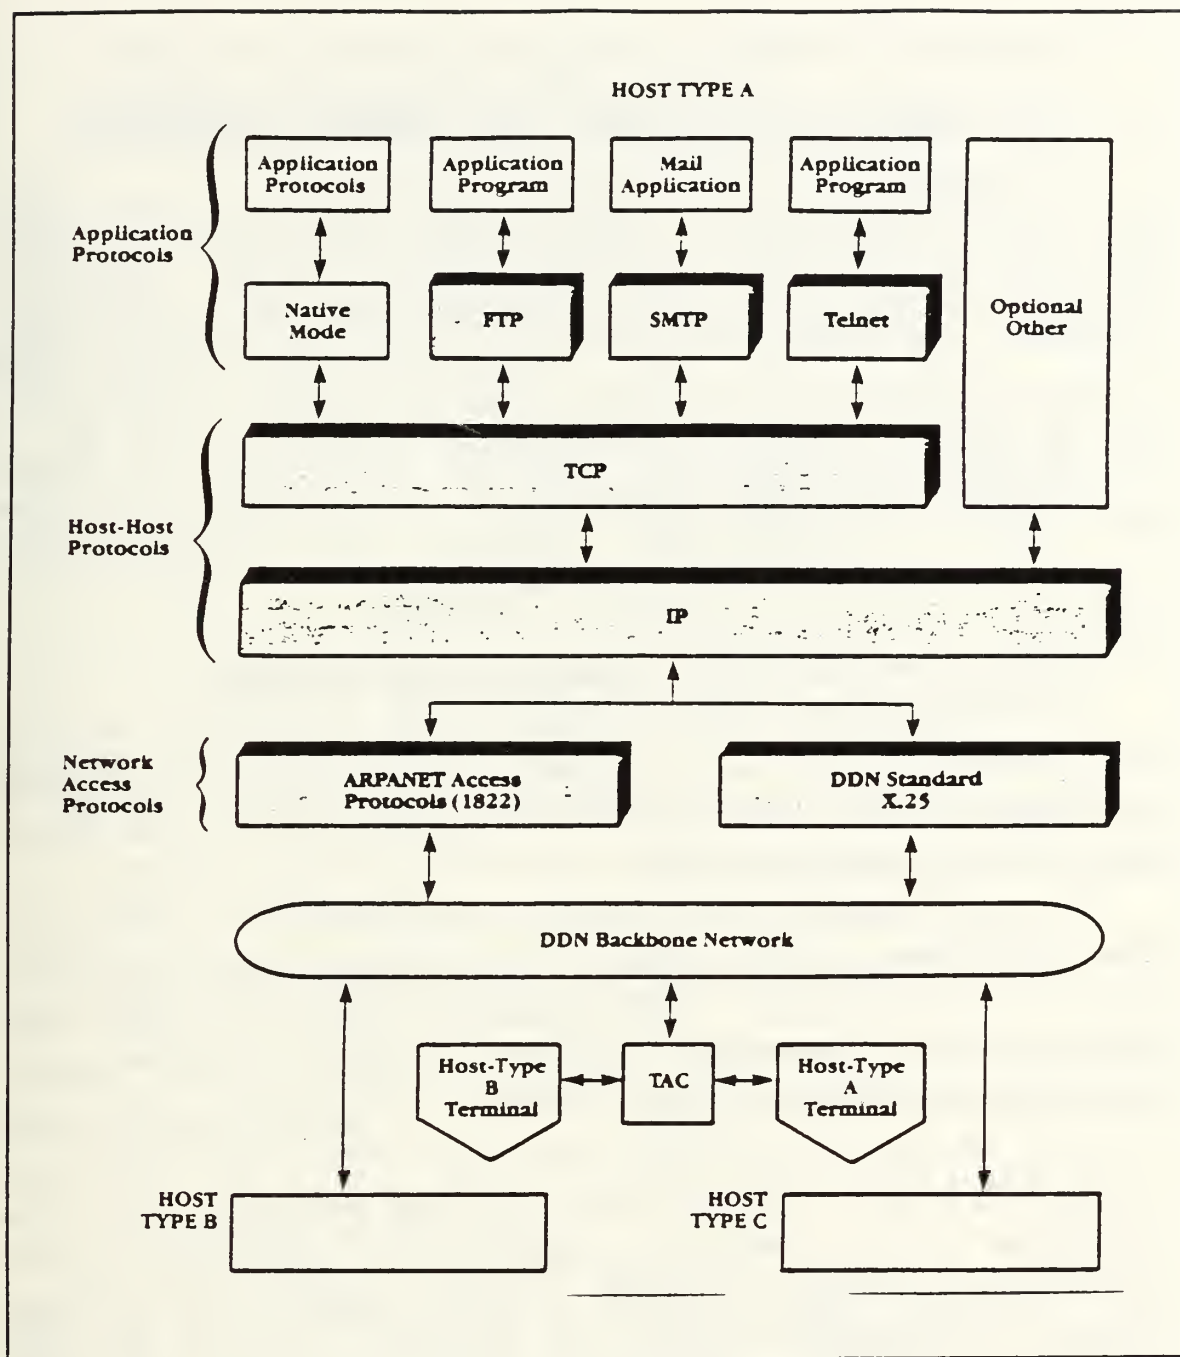 HOST TYPE A
Application
Protocols
Application
Protocols
Application
Program
Mail
Application
Application
Program
Native
Mode
FTP
SMTP
Telnet
Optional
Other
Host-Host
Protocols
TCP
IP
Network
Access
Protocols
ARPANET Access
Protocols (1822)
DDN Standard
X.25
DDN Backbone Network
Host-Type
B
Terminal
TAC
Host-Type
A
Terminal
HOST
TYPE B
HOST
TYPE C